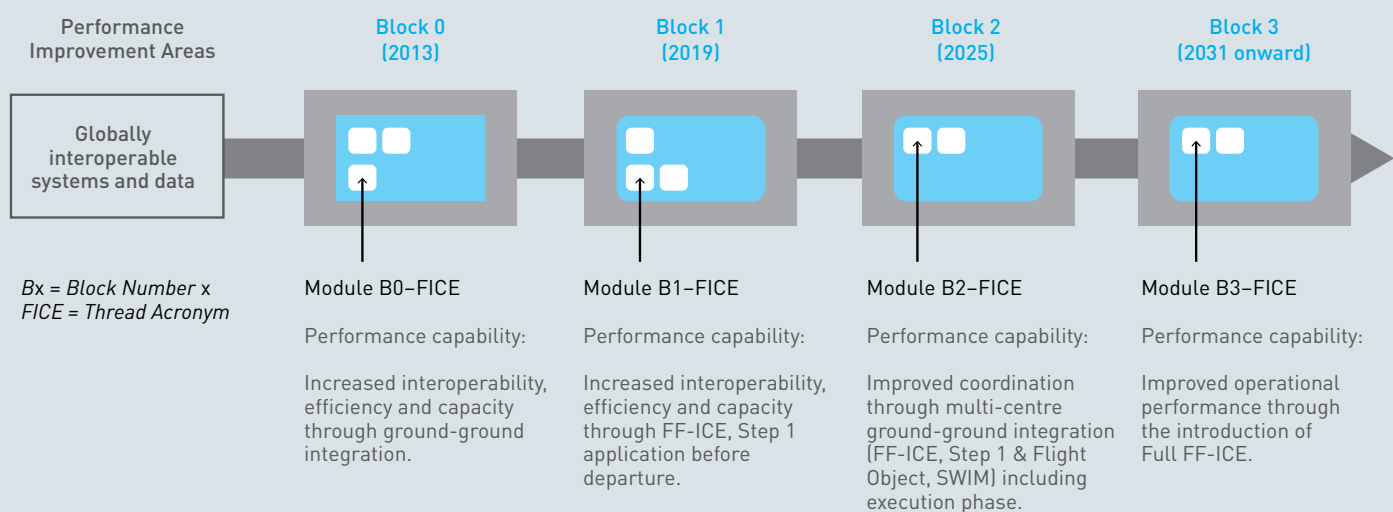 Performance
Improvement Areas
Block 0
(2013)
Block 1
(2019)
Block 2
(2025)
Block 3
(2031 onward)
Globally
interoperable
systems and data
Bx = Block Number x
FICE = Thread Acronym
Module B0–FICE
Performance capability:
Increased interoperability,
efficiency and capacity
through ground-ground
integration.
Module B1–FICE
Performance capability:
Increased interoperability,
efficiency and capacity
through FF-ICE, Step 1
application before
departure.
Module B2–FICE
Performance capability:
Improved coordination
through multi-centre
ground-ground integration
(FF-ICE, Step 1 & Flight
Object, SWIM) including
execution phase.
Module B3–FICE
Performance capability:
Improved operational
performance through
the introduction of
Full FF-ICE.